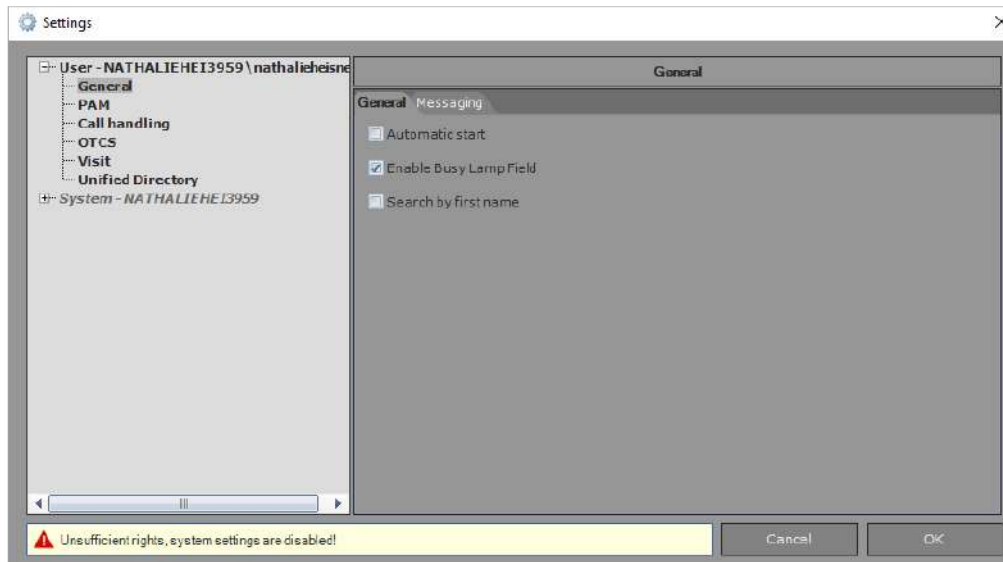 Settings
User - NATHALIEHEI3959 \ nathalieheisne
General
PAM
Call handling
OTCS
Visit
Unified Directory
System - NATHALIEHEI3959
General
General Messaging
Automatic start
Enable Busy Lamp Field
Search by first name
Unsufficient rights, system settings are disabled!
Cancel OK